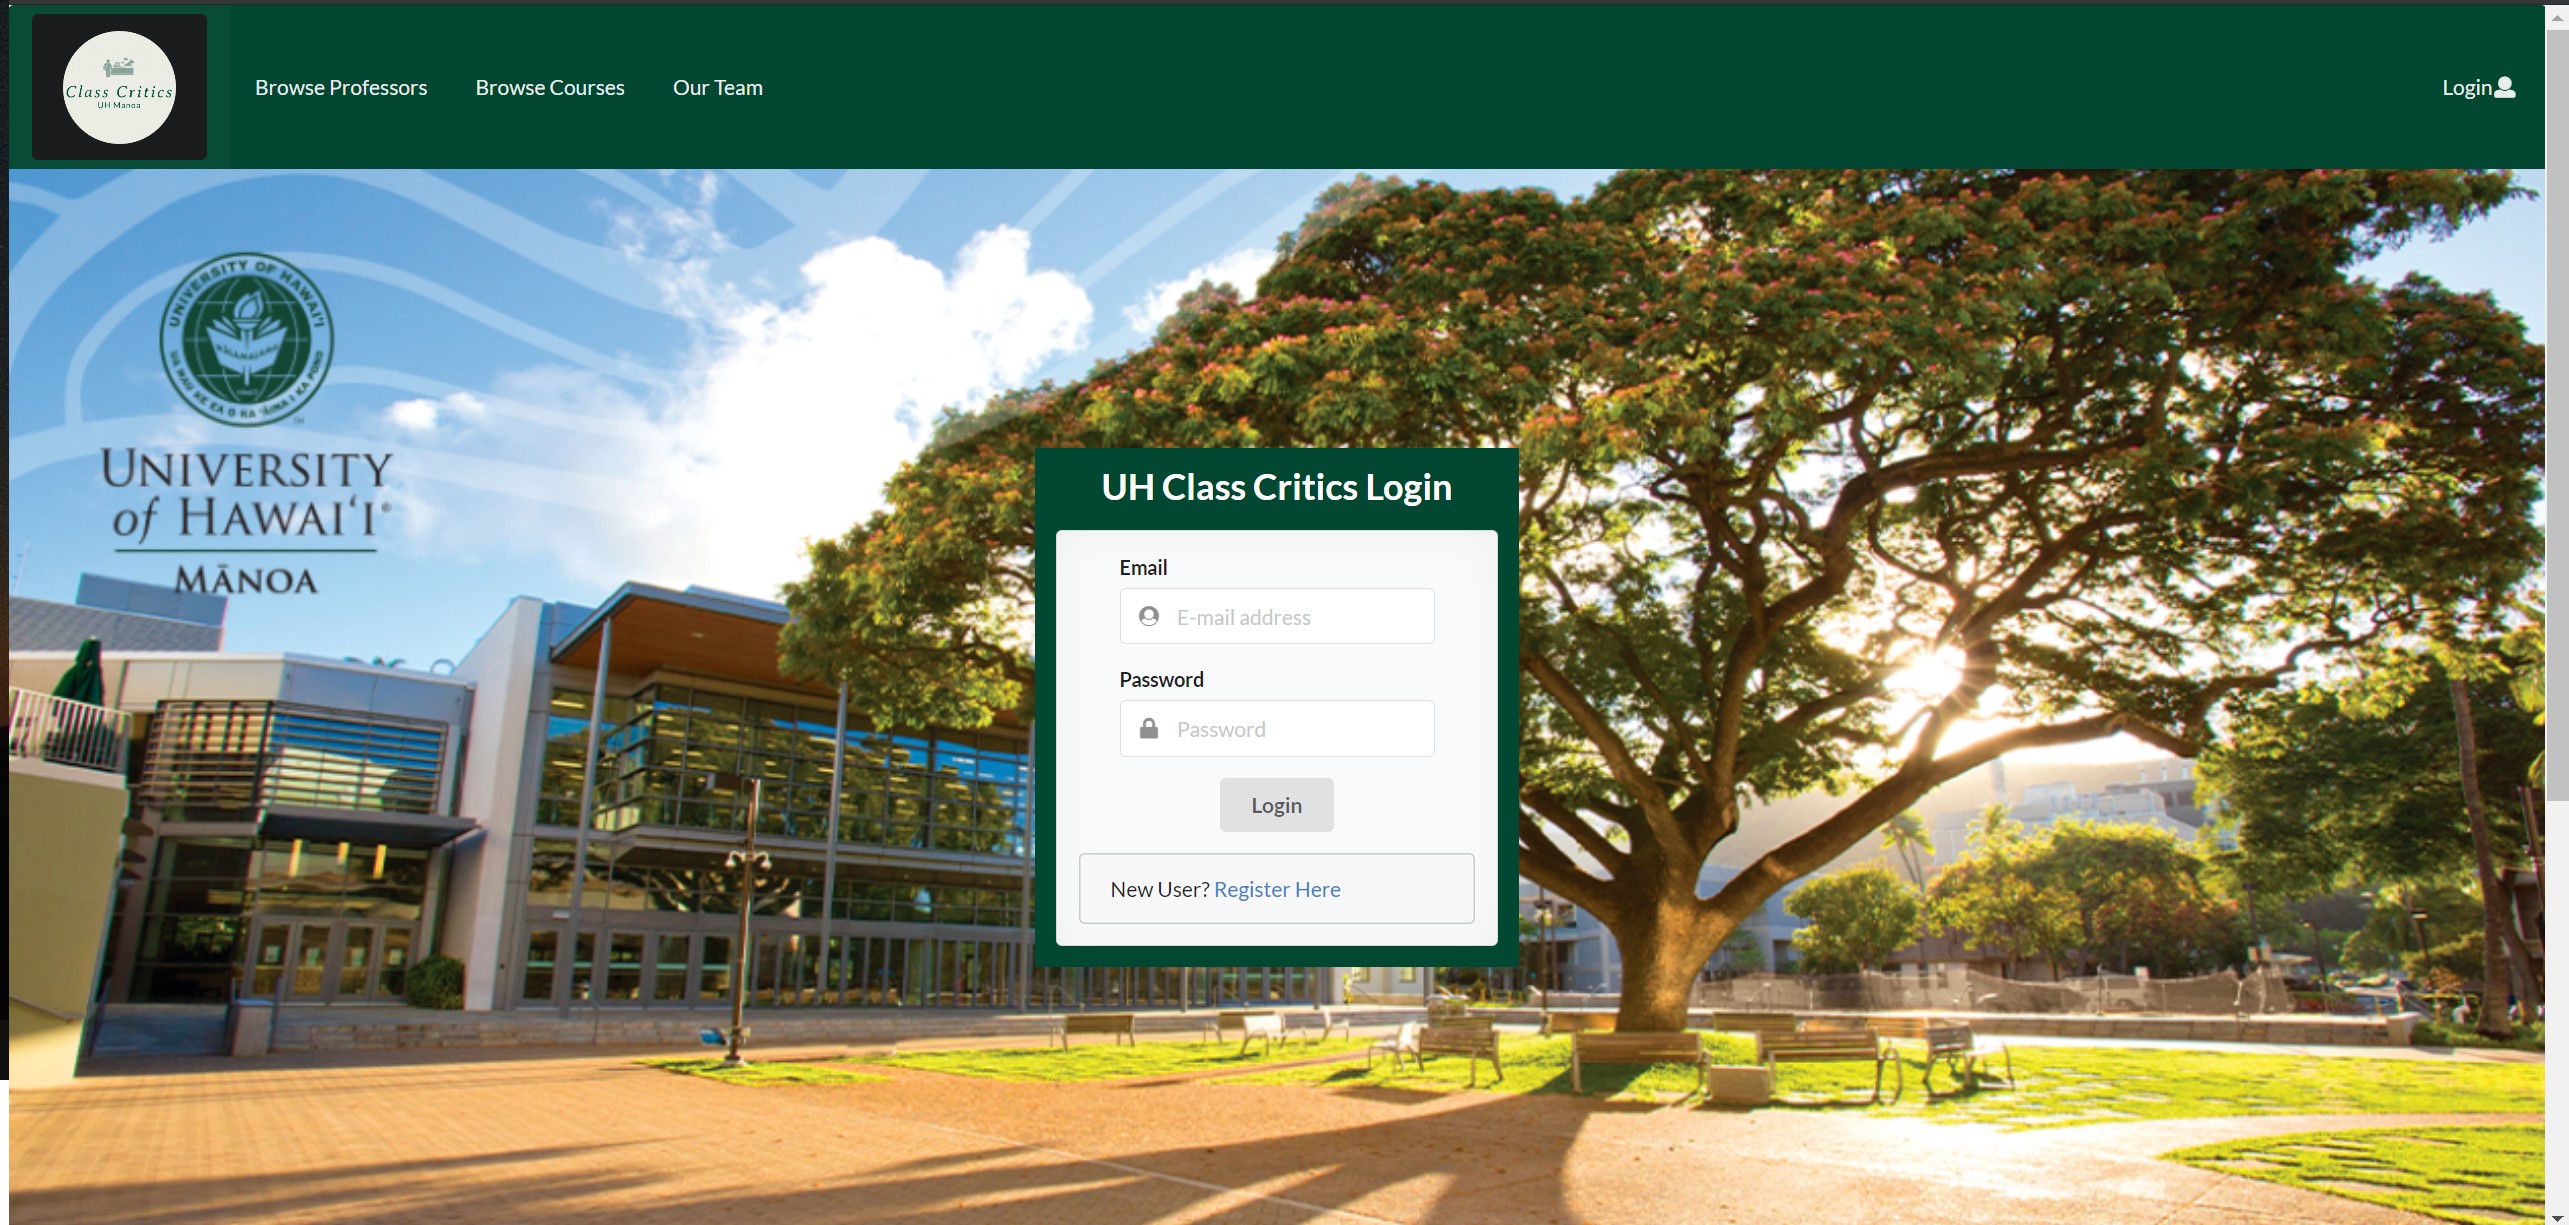 Class Critics
UH Manoa
Browse Professors
Browse Courses
Our Team
Login
UNIVERSITY OF HAWAI‘I
UA MAU KE EA O KA ‘ĀINA I KA PONO
TM
UNIVERSITY
of HAWAI‘I®
MĀNOA
UH Class Critics Login
Email
E-mail address
Password
Password
Login
New User? Register Here